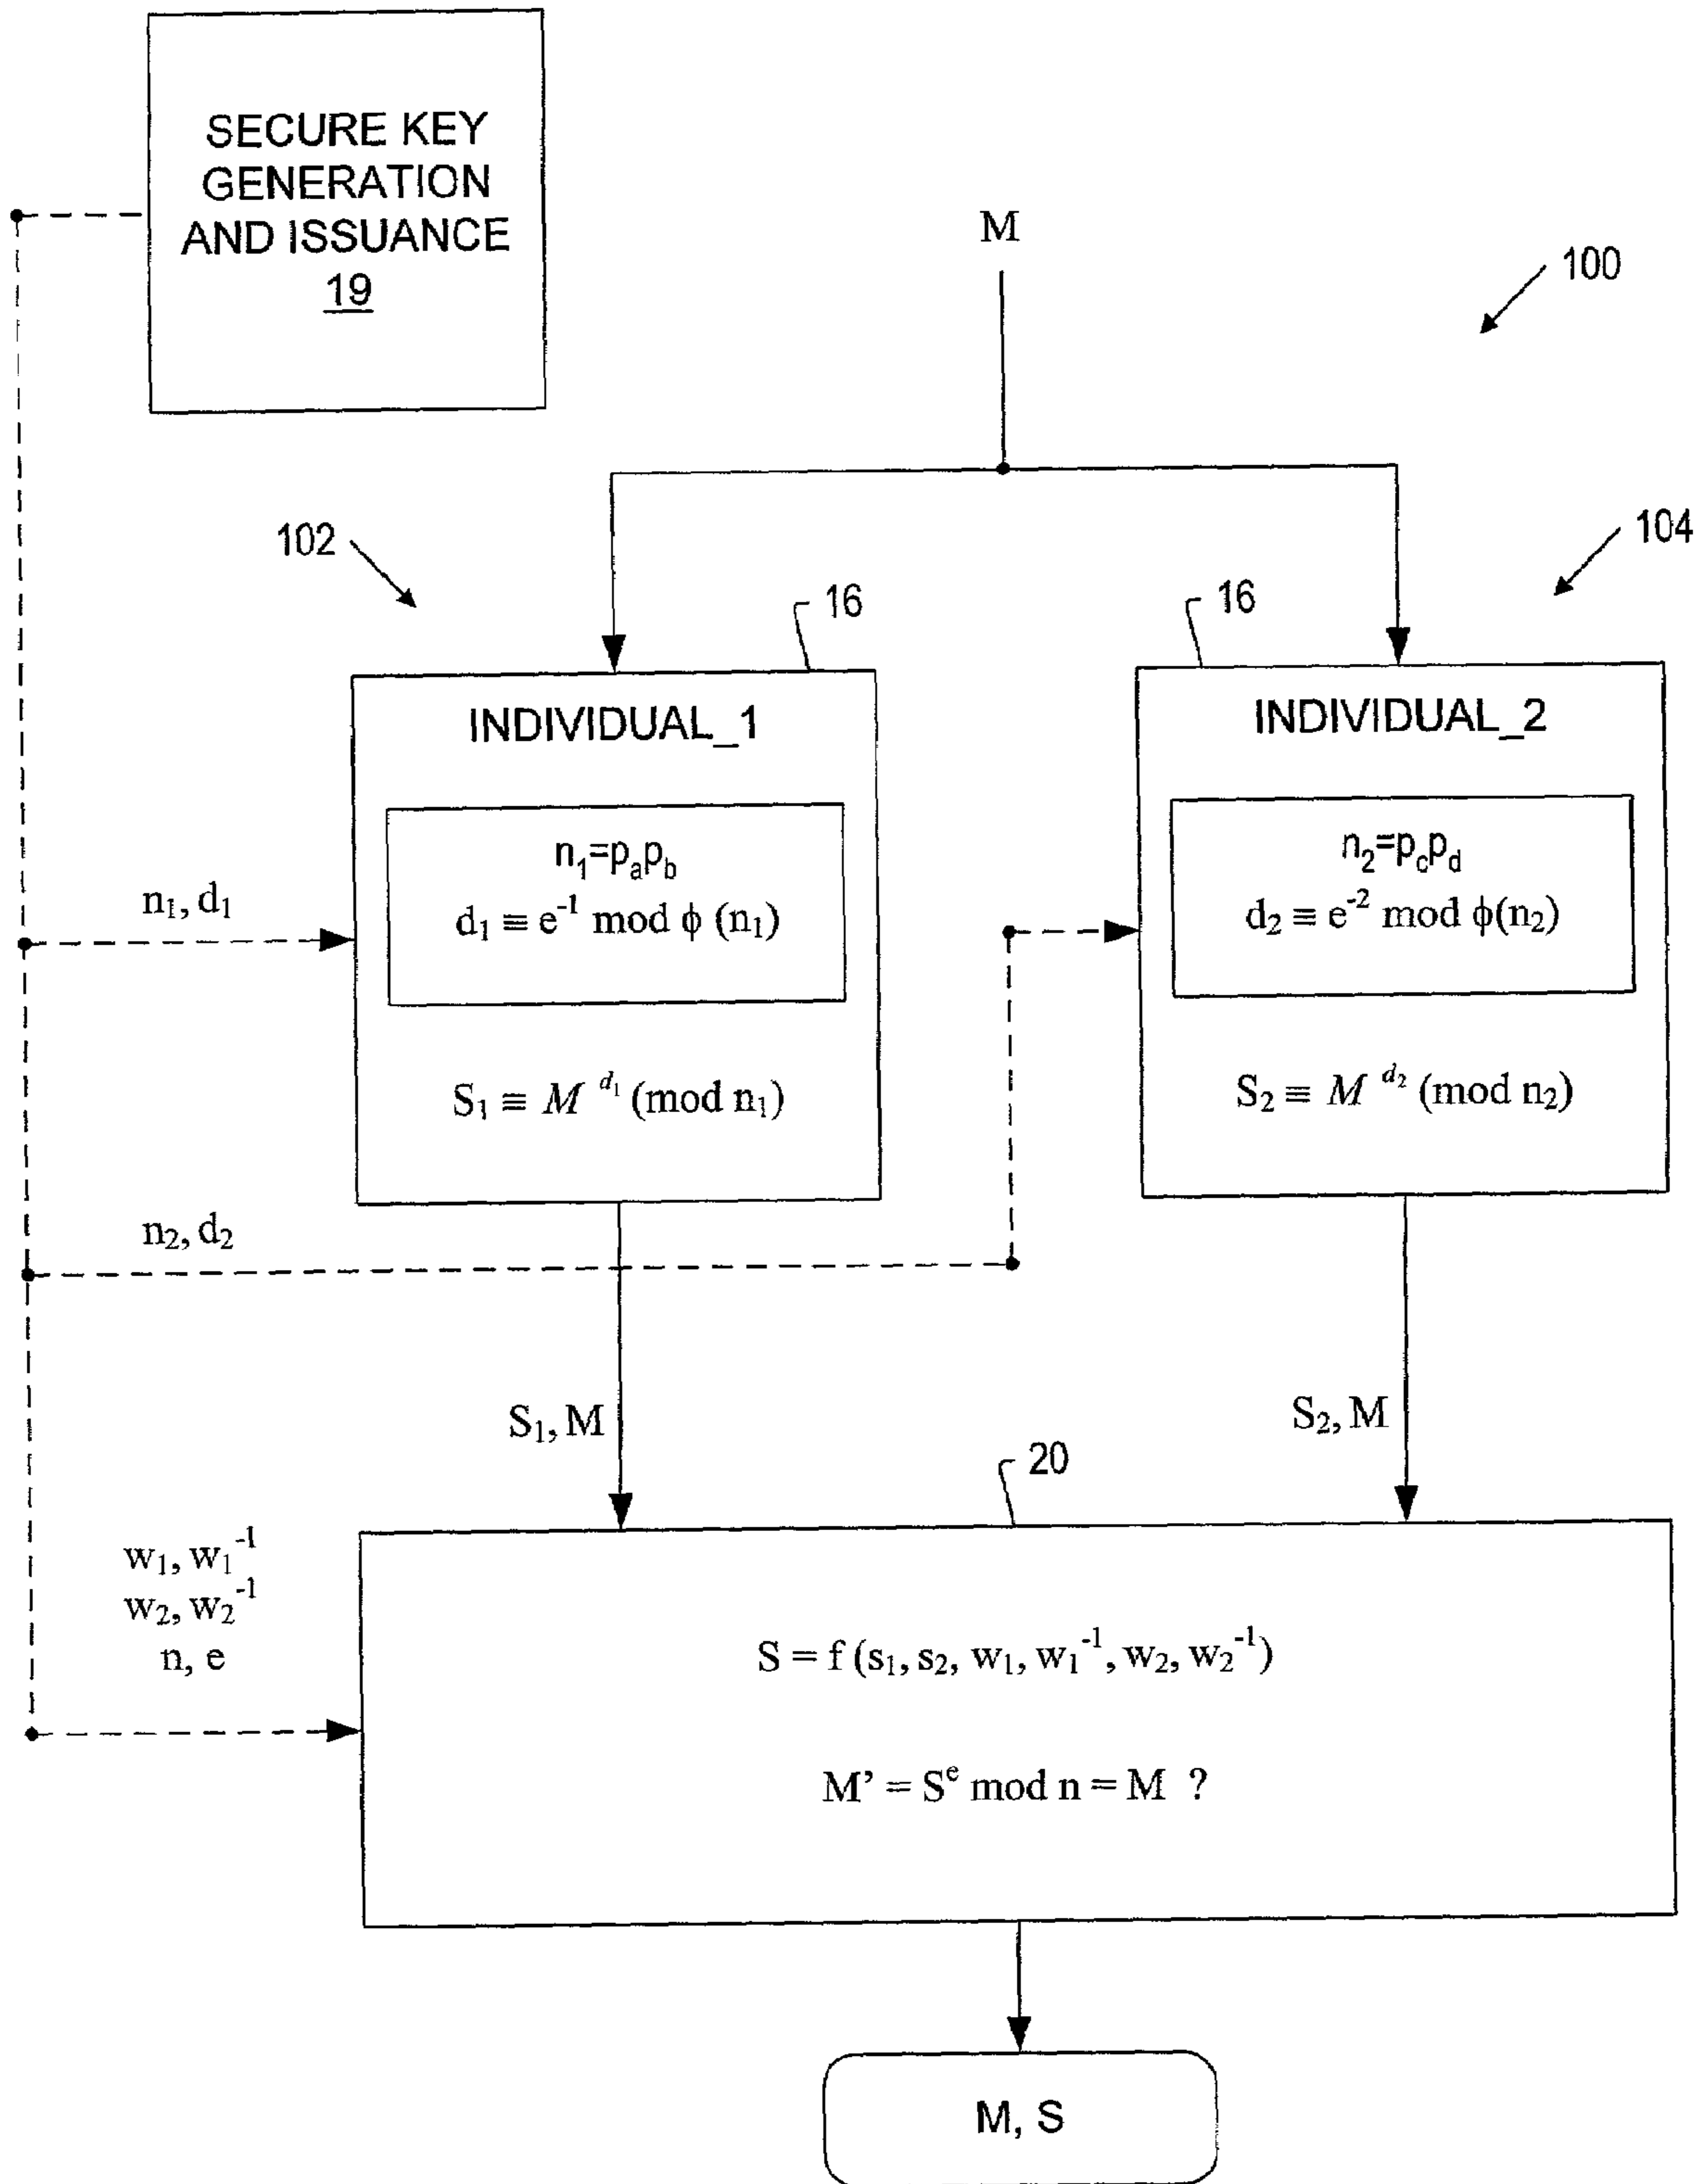 SECURE KEY
GENERATION
AND ISSUANCE
19
M
100
102
104
16
16
INDIVIDUAL_1
n₁=pₐp_b
d₁ ≡ e⁻¹ mod ϕ (n₁)
S₁ ≡ M ^d₁ (mod n₁)
INDIVIDUAL_2
n₂=p_cp_d
d₂ ≡ e⁻² mod ϕ(n₂)
S₂ ≡ M ^d₂ (mod n₂)
n₁, d₁
n₂, d₂
S₁, M
S₂, M
20
w₁, w₁⁻¹
w₂, w₂⁻¹
n, e
S = f (s₁, s₂, w₁, w₁⁻¹, w₂, w₂⁻¹)
M’ = Sᵉ mod n = M ?
M, S